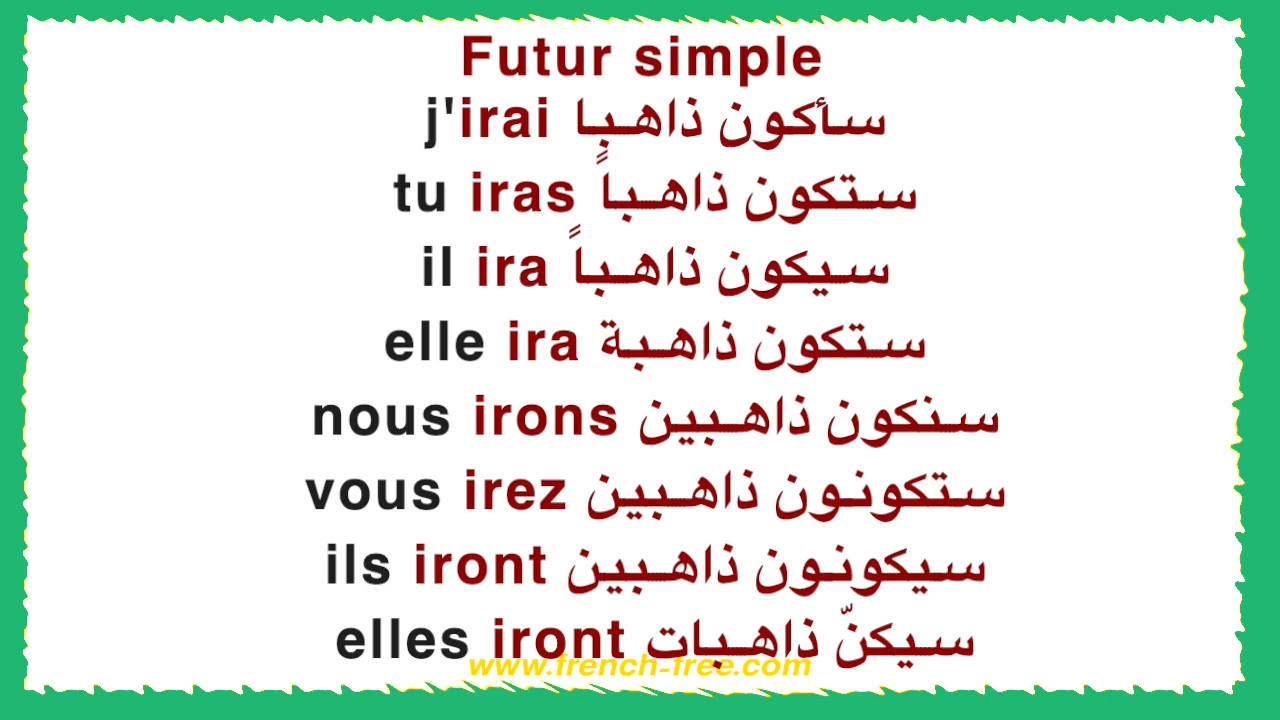 Futur simple
j'irai سأكون ذاهبا
tu iras ستكون ذاهباً
il ira سيكون ذاهباً
elle ira ستكون ذاهبة
nous irons سنكون ذاهبين
vous irez ستكونون ذاهبين
ils iront سيكونون ذاهبين
elles iront سيكنّ ذاهبات
www.french-free.com